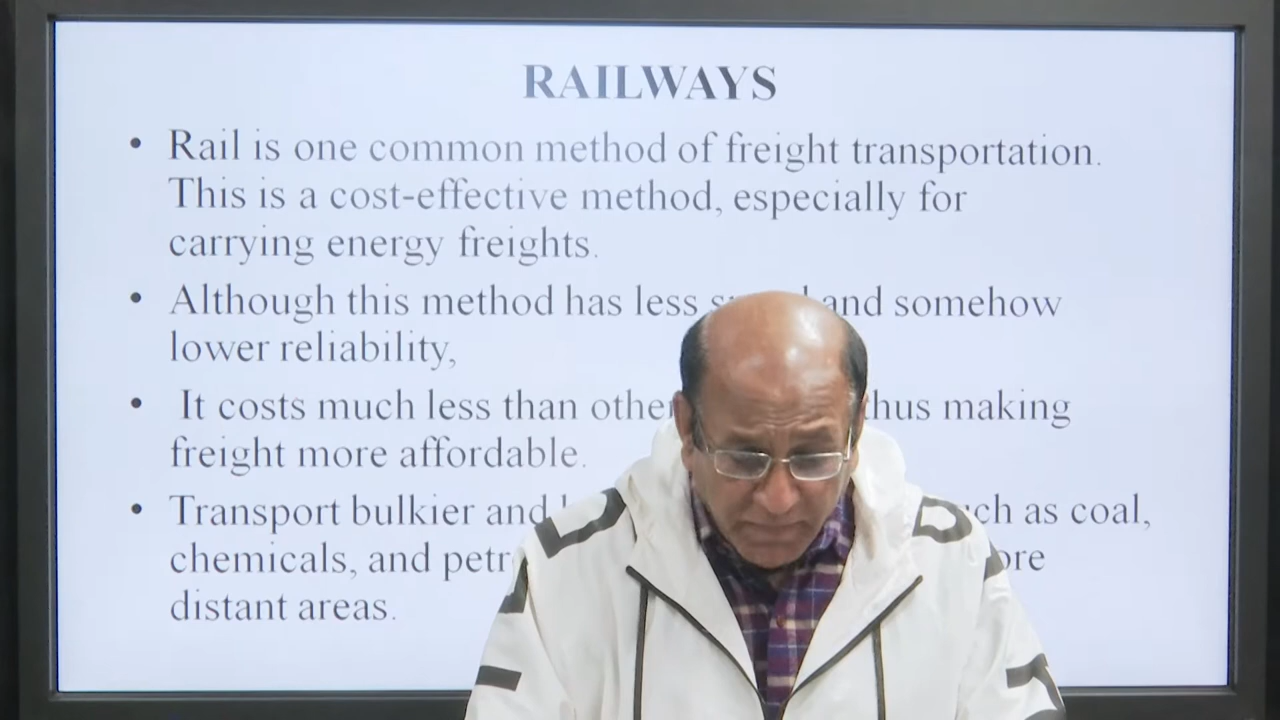 RAILWAYS
• Rail is one common method of freight transportation.
This is a cost-effective method, especially for
carrying energy freights.
• Although this method has less and somehow
lower reliability,
• It costs much less than thus making
freight more affordable.
• Transport bulkier and as coal,
chemicals, and
distant areas.